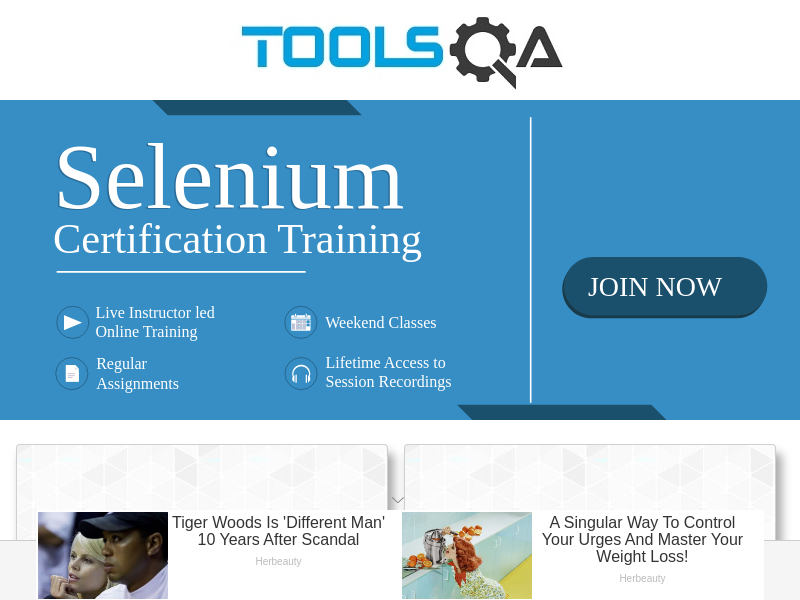 TOOLSQA
Selenium
Certification Training
JOIN NOW
Live Instructor led
Online Training
Weekend Classes
Regular
Assignments
Lifetime Access to
Session Recordings
Tiger Woods Is 'Different Man'
10 Years After Scandal
Herbeauty
A Singular Way To Control
Your Urges And Master Your
Weight Loss!
Herbeauty